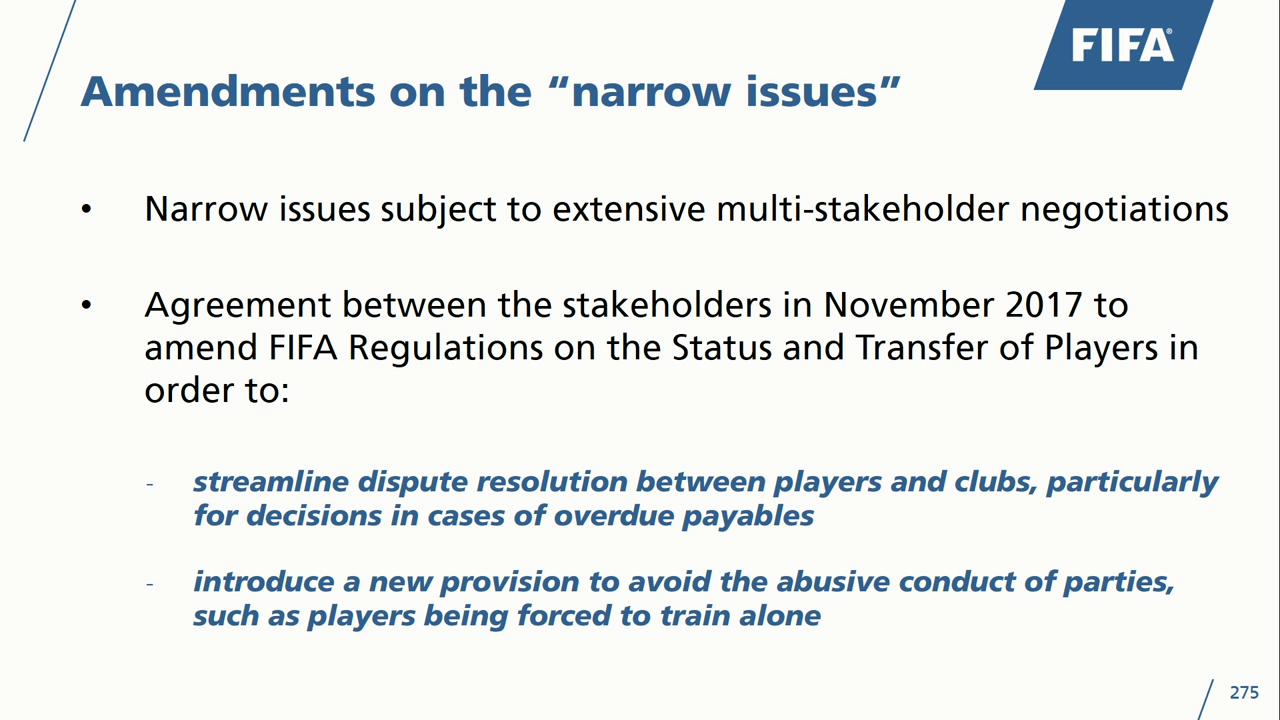 FIFA®
Amendments on the “narrow issues”
• Narrow issues subject to extensive multi-stakeholder negotiations
• Agreement between the stakeholders in November 2017 to
amend FIFA Regulations on the Status and Transfer of Players in
order to:
- streamline dispute resolution between players and clubs, particularly
for decisions in cases of overdue payables
- introduce a new provision to avoid the abusive conduct of parties,
such as players being forced to train alone
275